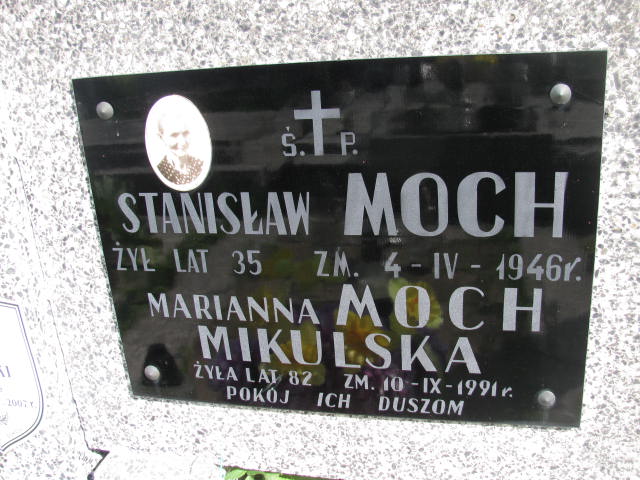 Ś. P.
STANISŁAW MOCH
ŻYŁ LAT 35 ZM. 4-IV-1946r.
MARIANNA MOCH
MIKULSKA
ŻYŁA LAT 82 ZM. 10-IX-1991r.
POKÓJ ICH DUSZOM
2007r